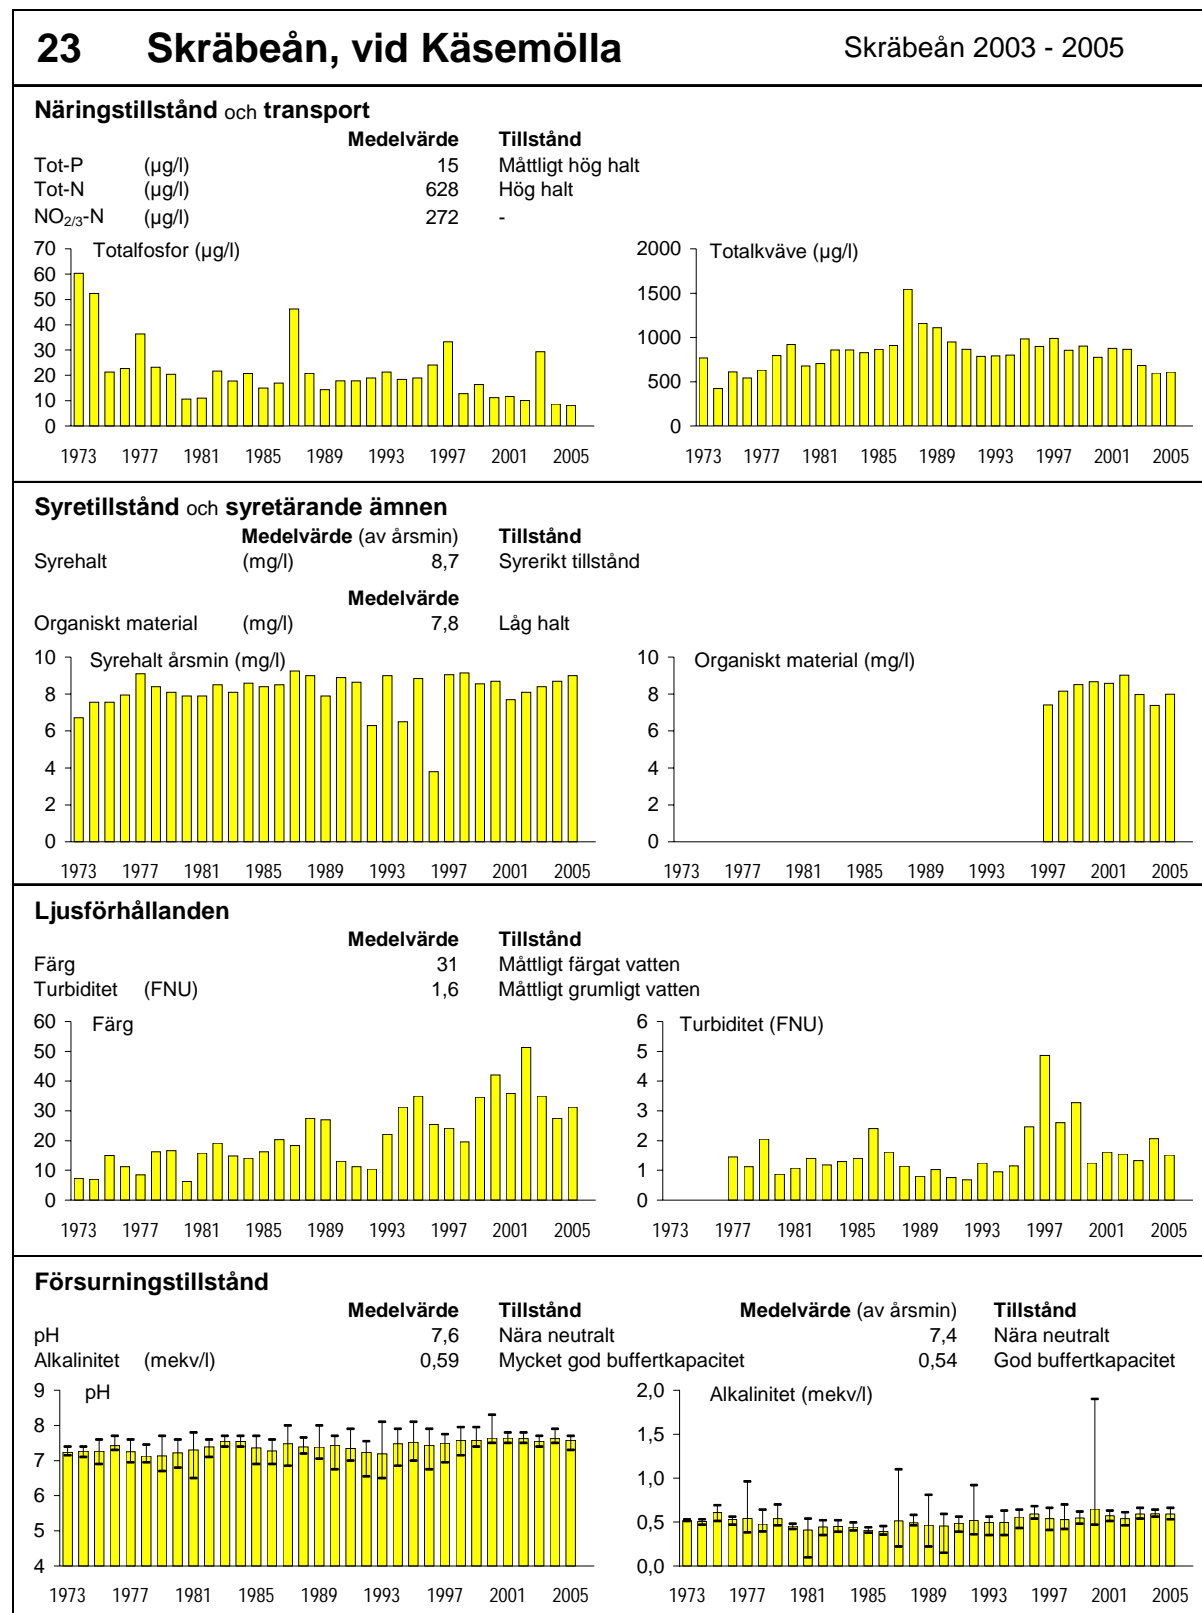 23 Skräbeån, vid Käsemölla Skräbeån 2003 - 2005
Näringstillstånd och transport
Medelvärde Tillstånd
Tot-P (µg/l) 15 Måttligt hög halt
Tot-N (µg/l) 628 Hög halt
NO2/3-N (µg/l) 272 -
Totalfosfor (µg/l)
70
60
50
40
30
20
10
0
1973 1977 1981 1985 1989 1993 1997 2001 2005
Totalkväve (µg/l)
2000
1500
1000
500
0
1973 1977 1981 1985 1989 1993 1997 2001 2005
Syretillstånd och syretärande ämnen
Medelvärde (av årsmin) Tillstånd
Syrehalt (mg/l) 8,7 Syrerikt tillstånd
Medelvärde
Organiskt material (mg/l) 7,8 Låg halt
Syrehalt årsmin (mg/l)
10
8
6
4
2
0
1973 1977 1981 1985 1989 1993 1997 2001 2005
Organiskt material (mg/l)
10
8
6
4
2
0
1973 1977 1981 1985 1989 1993 1997 2001 2005
Ljusförhållanden
Medelvärde Tillstånd
Färg 31 Måttligt färgat vatten
Turbiditet (FNU) 1,6 Måttligt grumligt vatten
Färg
60
50
40
30
20
10
0
1973 1977 1981 1985 1989 1993 1997 2001 2005
Turbiditet (FNU)
6
5
4
3
2
1
0
1973 1977 1981 1985 1989 1993 1997 2001 2005
Försurningstillstånd
Medelvärde Tillstånd Medelvärde (av årsmin) Tillstånd
pH 7,6 Nära neutralt 7,4 Nära neutralt
Alkalinitet (mekv/l) 0,59 Mycket god buffertkapacitet 0,54 God buffertkapacitet
pH
9
8
7
6
5
4
1973 1977 1981 1985 1989 1993 1997 2001 2005
Alkalinitet (mekv/l)
2,0
1,5
1,0
0,5
0,0
1973 1977 1981 1985 1989 1993 1997 2001 2005